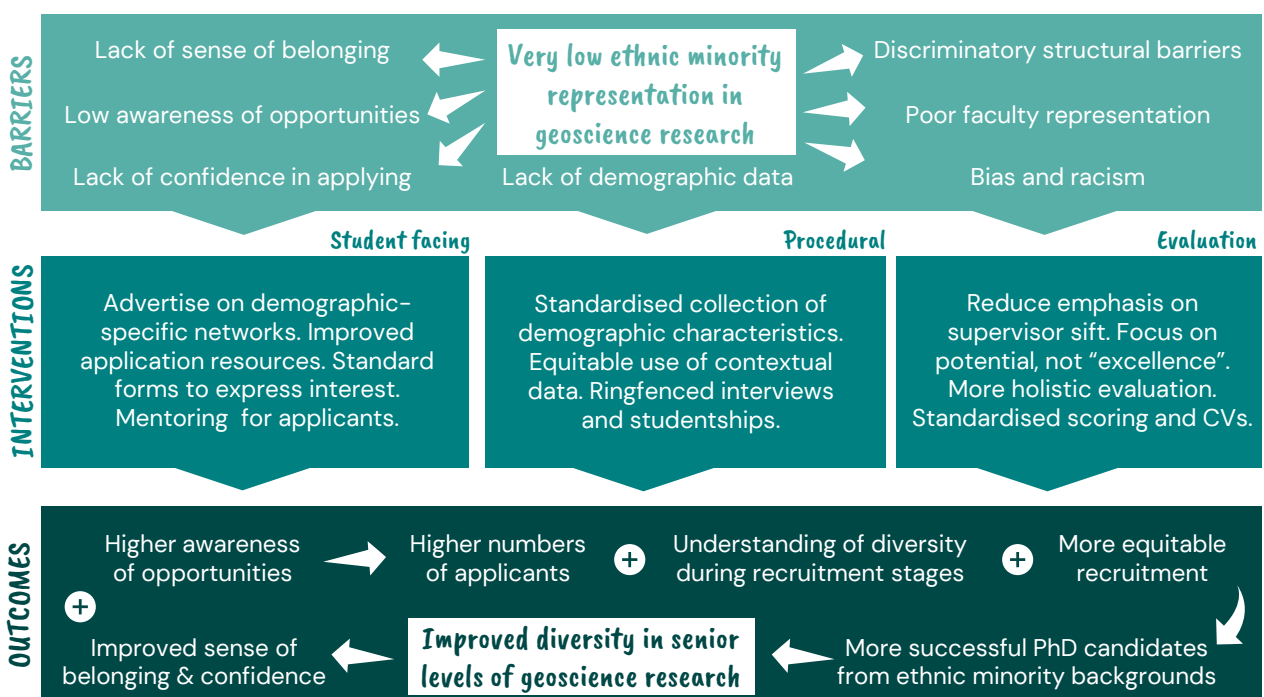 BARRIERS
Lack of sense of belonging
Low awareness of opportunities
Lack of confidence in applying
Very low ethnic minority
representation in
geoscience research
Lack of demographic data
Discriminatory structural barriers
Poor faculty representation
Bias and racism
INTERVENTIONS
Student facing
Advertise on demographic-
specific networks. Improved
application resources. Standard
forms to express interest.
Mentoring for applicants.
Procedural
Standardised collection of
demographic characteristics.
Equitable use of contextual
data. Ringfenced interviews
and studentships.
Evaluation
Reduce emphasis on
supervisor sift. Focus on
potential, not “excellence”.
More holistic evaluation.
Standardised scoring and CVs.
OUTCOMES
Higher awareness
of opportunities
Higher numbers
of applicants
+
Understanding of diversity
during recruitment stages
+
More equitable
recruitment
More successful PhD candidates
from ethnic minority backgrounds
Improved diversity in senior
levels of geoscience research
Improved sense of
belonging & confidence
+